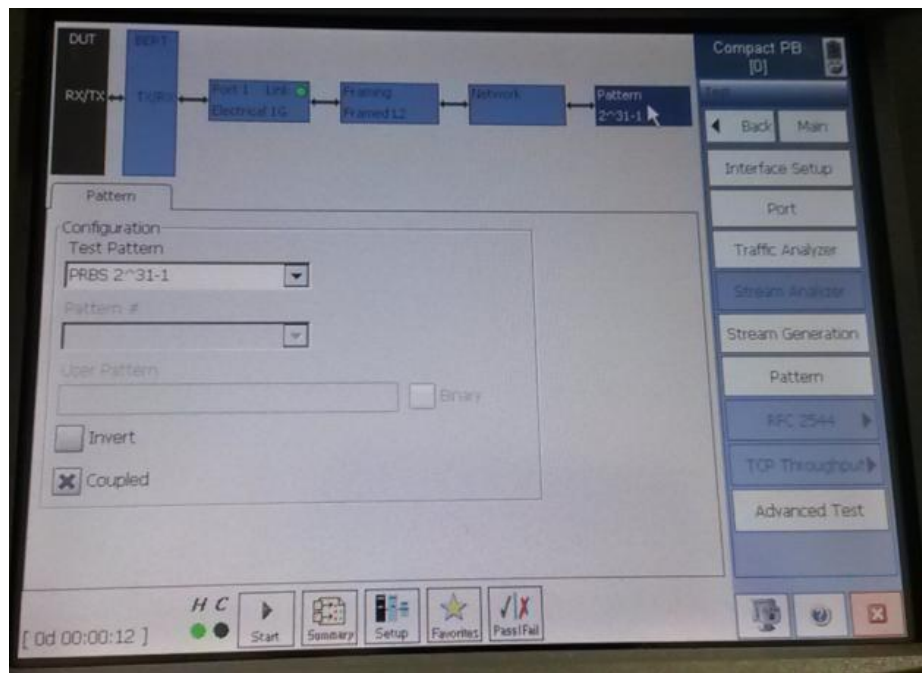 DUT
BERT
RX/TX
TX/RX
Port 1 Link
Electrical 1G
Framing
Framed L2
Network
Pattern
2^31-1
Pattern
Configuration
Test Pattern
PRBS 2^31-1
Pattern #
User Pattern
Binary
Invert
Coupled
[ 0d 00:00:12 ]
H C
Start
Summary
Setup
Favorites
Pass|Fail
Compact PB
[0]
Test
Back
Main
Interface Setup
Port
Traffic Analyzer
Stream Analyzer
Stream Generation
Pattern
RFC 2544
TCP Throughput
Advanced Test